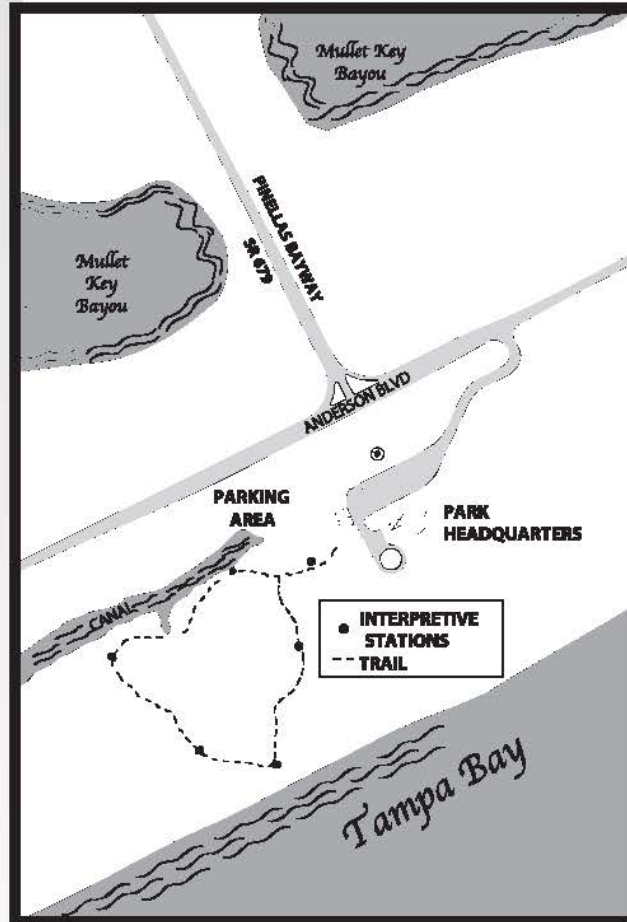 Mullet Key
Bayou
PINELLAS BAYWAY
SR 679
Mullet
Key
Bayou
ANDERSON BLVD
PARKING
AREA
PARK
HEADQUARTERS
CANAL
INTERPRETIVE
STATIONS
TRAIL
Tampa Bay